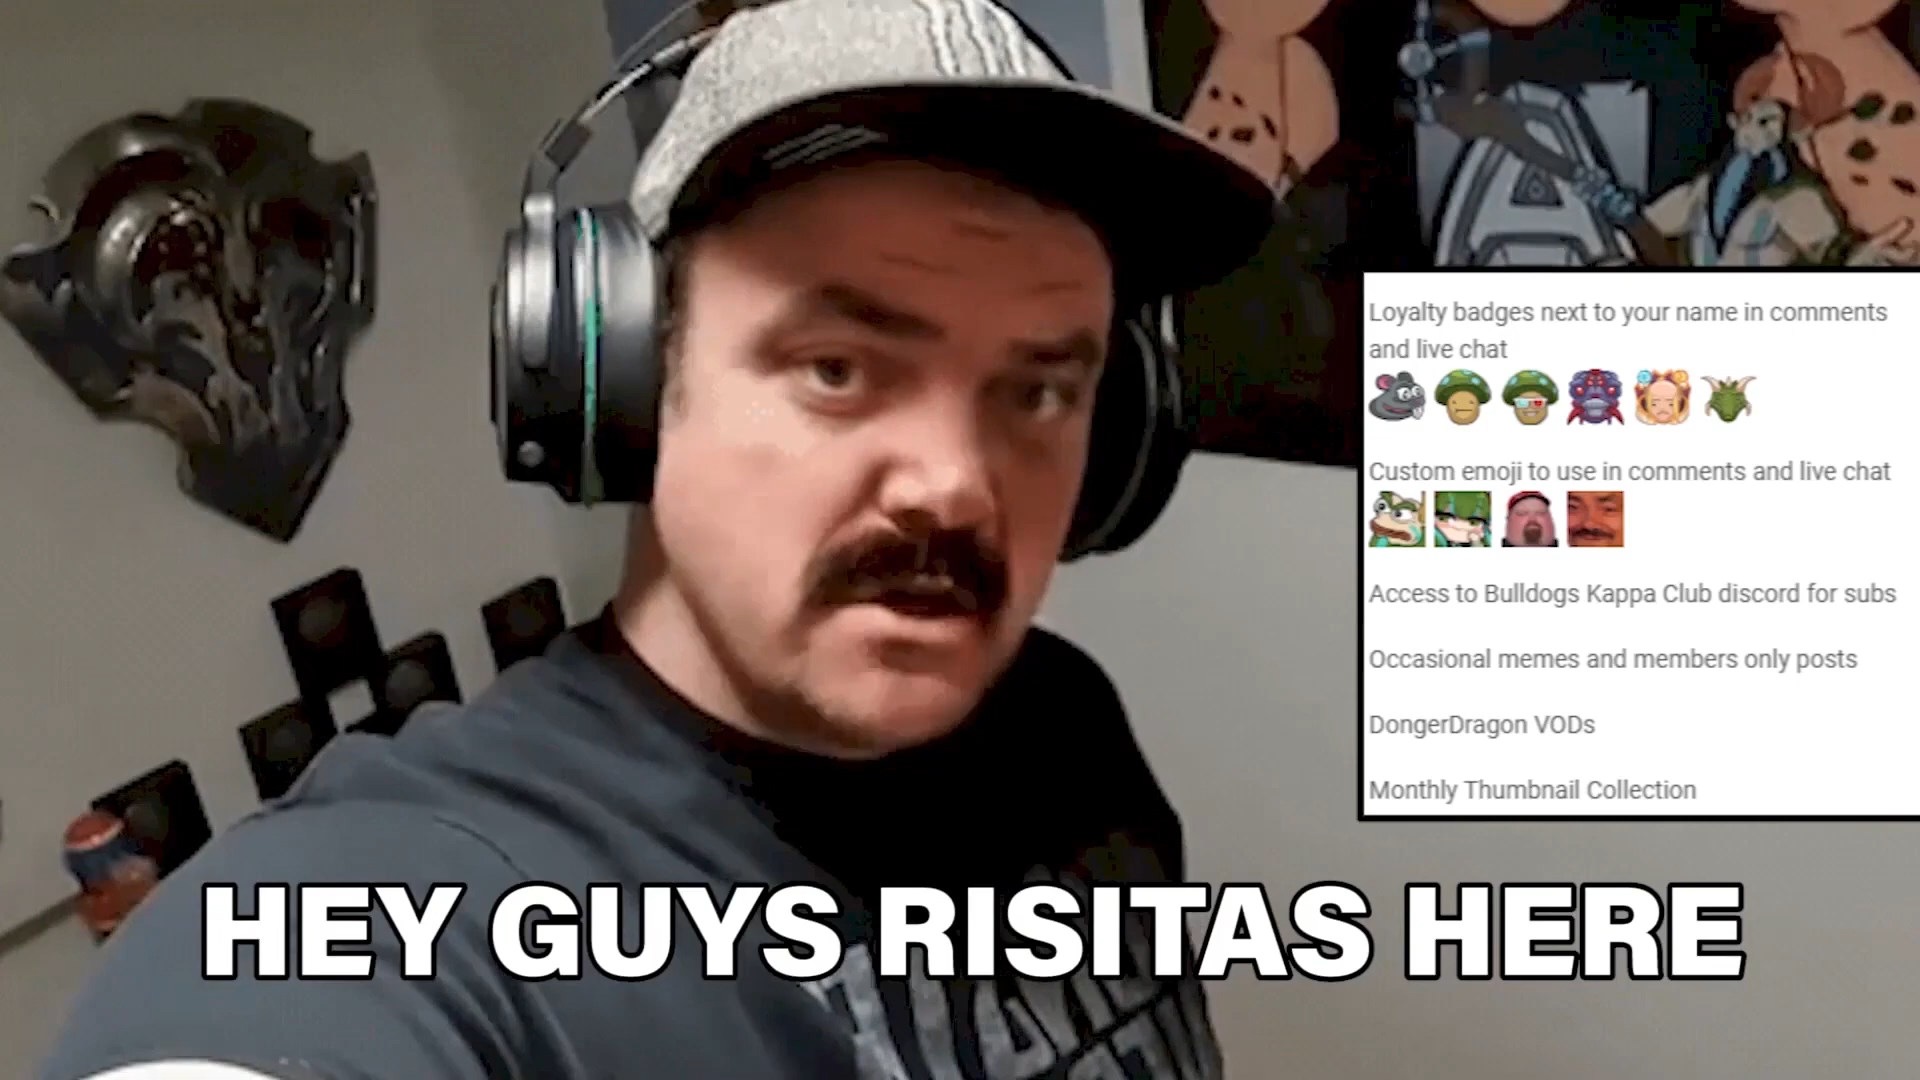 Loyalty badges next to your name in comments
and live chat
Custom emoji to use in comments and live chat
Access to Bulldogs Kappa Club discord for subs
Occasional memes and members only posts
DongerDragon VODs
Monthly Thumbnail Collection
HEY GUYS RISITAS HERE